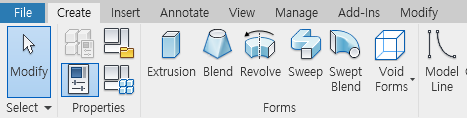 File Create Insert Annotate View Manage Add-Ins Modify
Modify Extrusion Blend Revolve Sweep Swept Blend Void Forms Model Line
Select Properties Forms